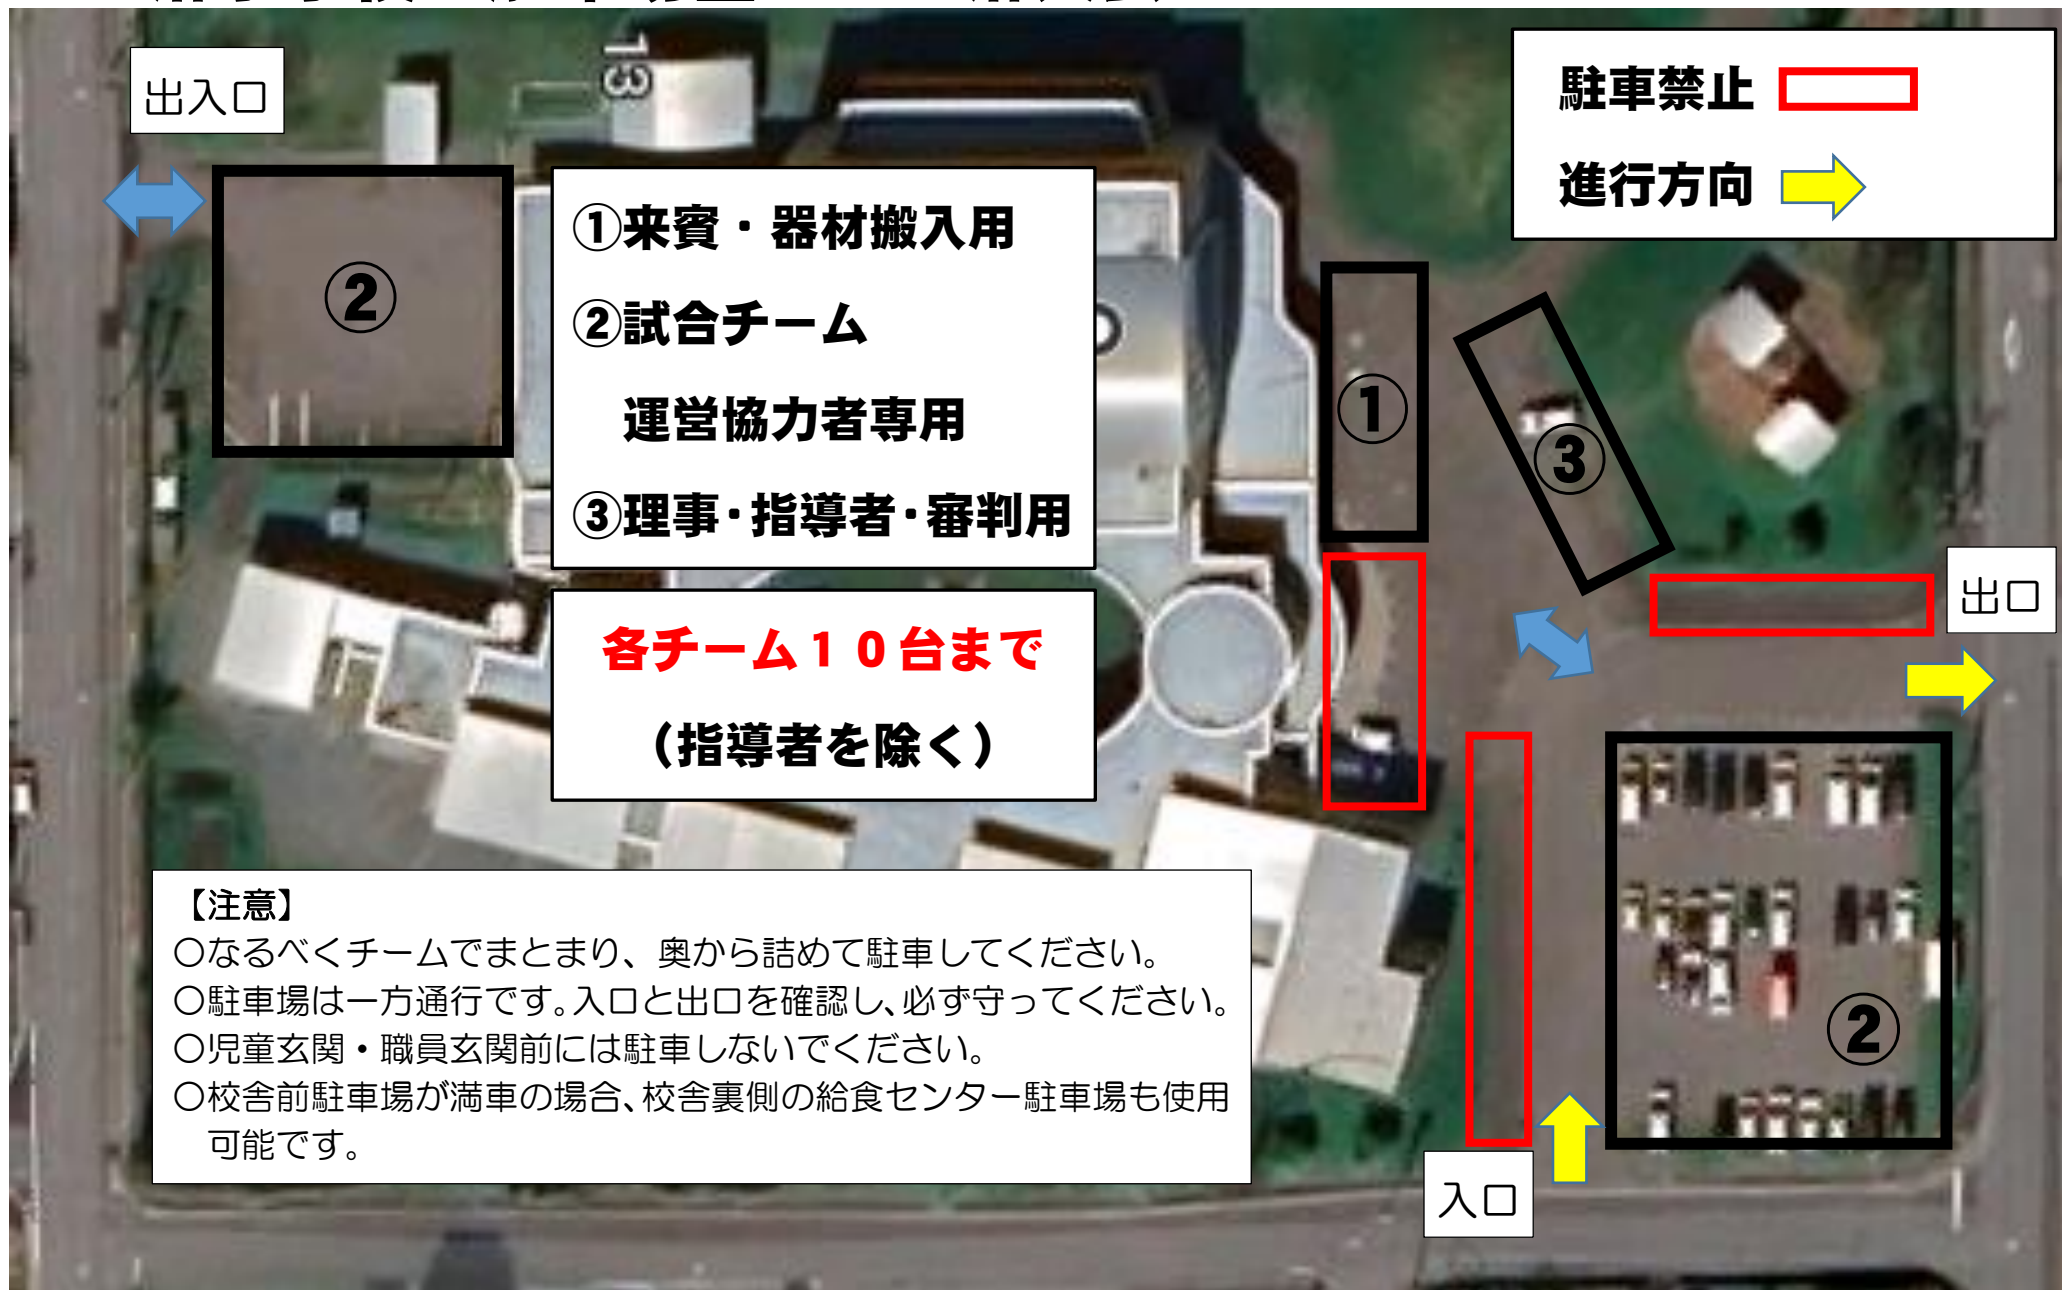 出入口
13
駐車禁止
進行方向
①来賓・器材搬入用
②試合チーム
運営協力者専用
③理事・指導者・審判用
②
①
③
各チーム10台まで
（指導者を除く）
出口
【注意】
〇なるべくチームでまとまり、奥から詰めて駐車してください。
〇駐車場は一方通行です。入口と出口を確認し、必ず守ってください。
〇児童玄関・職員玄関前には駐車しないでください。
〇校舎前駐車場が満車の場合、校舎裏側の給食センター駐車場も使用
可能です。
②
入口